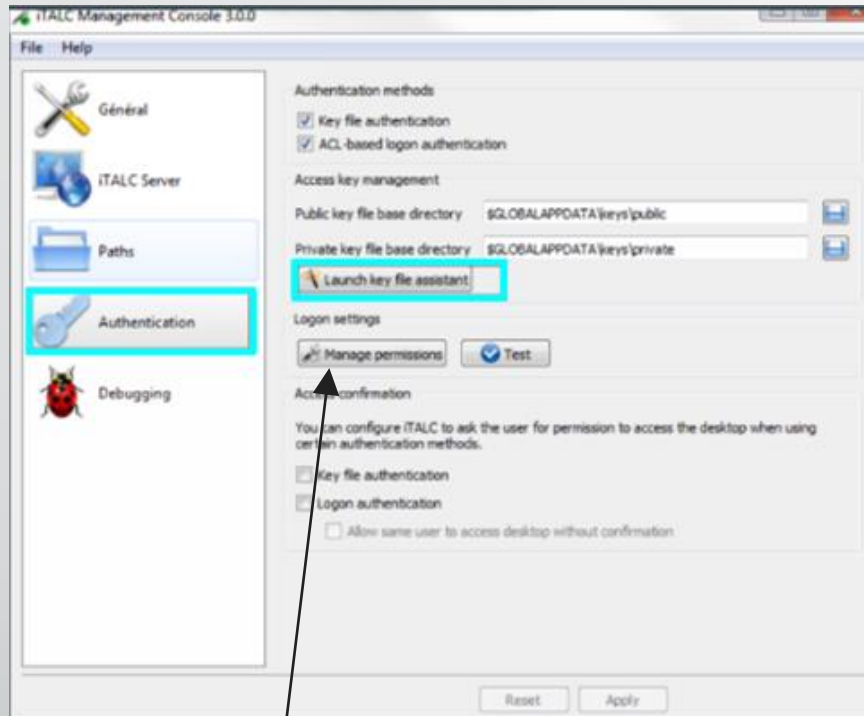 iTALC Management Console 3.0.0
File Help
Général
iTALC Server
Paths
Authentication
Debugging
Authentication methods
Key file authentication
ACL-based logon authentication
Access key management
Public key file base directory $GLOBALAPPDATA\keys\public
Private key file base directory $GLOBALAPPDATA\keys\private
Launch key file assistant
Logon settings
Manage permissions Test
Access confirmation
You can configure iTALC to ask the user for permission to access the desktop when using
certain authentication methods.
Key file authentication
Logon authentication
Allow same user to access desktop without confirmation
Reset Apply